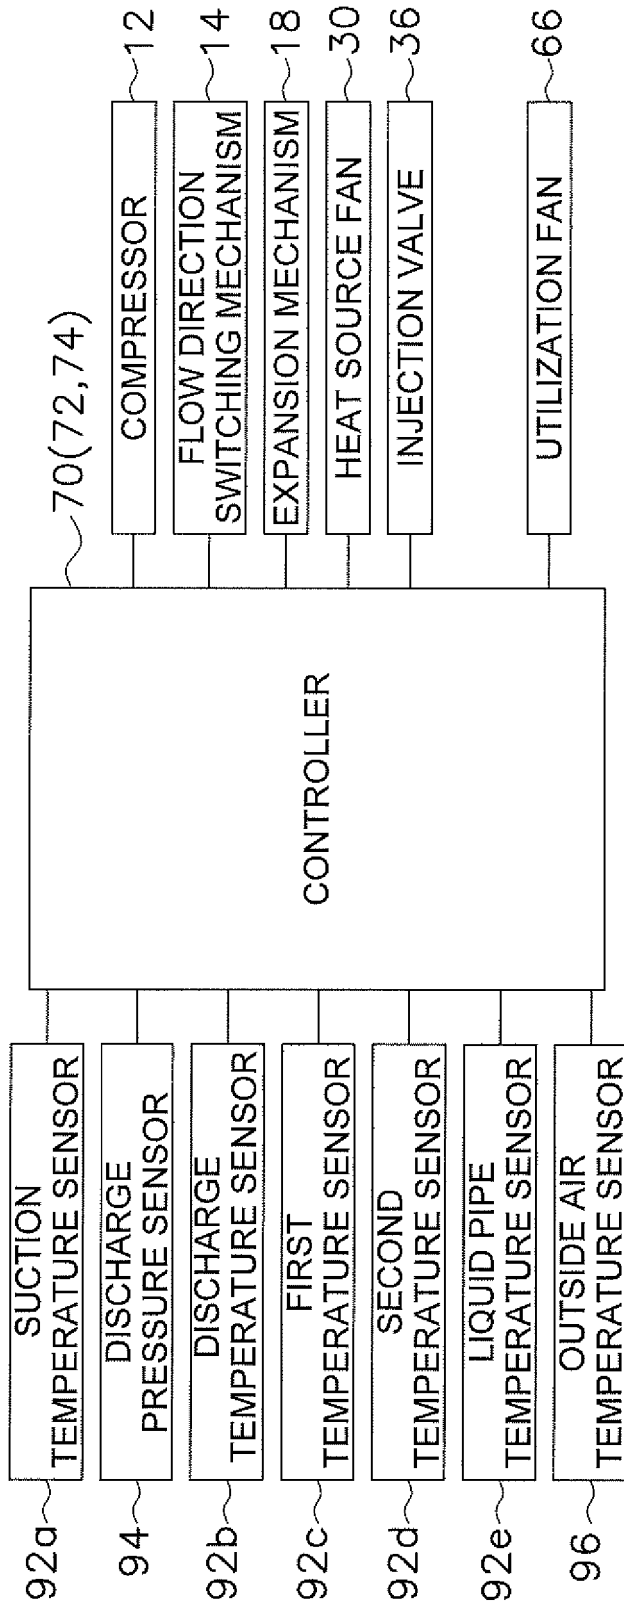 92a
SUCTION
TEMPERATURE SENSOR
94
DISCHARGE
PRESSURE SENSOR
92b
DISCHARGE
TEMPERATURE SENSOR
92c
FIRST
TEMPERATURE SENSOR
92d
SECOND
TEMPERATURE SENSOR
92e
LIQUID PIPE
TEMPERATURE SENSOR
96
OUTSIDE AIR
TEMPERATURE SENSOR
CONTROLLER
70(72,74)
COMPRESSOR
12
FLOW DIRECTION
SWITCHING MECHANISM
14
EXPANSION MECHANISM
18
HEAT SOURCE FAN
30
INJECTION VALVE
36
UTILIZATION FAN
66